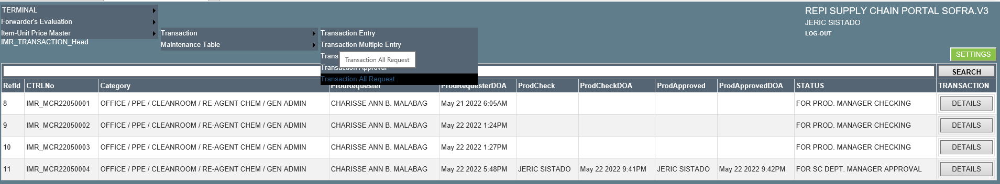 TERMINAL
Forwarder's Evaluation
Item-Unit Price Master
IMR_TRANSACTION_Head
Transaction
Maintenance Table
Transaction Entry
Transaction Multiple Entry
Trans
Transaction All Request
Transaction Approval
Transaction All Request
REPI SUPPLY CHAIN PORTAL SOFRA.V3
JERIC SISTADO
LOG-OUT
SETTINGS
SEARCH
RefId CTRLNo Category ProdRequester ProdRequesterDOA ProdCheck ProdCheckDOA ProdApproved ProdApprovedDOA STATUS TRANSACTION
8 IMR_MCR22050001 OFFICE / PPE / CLEANROOM / RE-AGENT CHEM / GEN ADMIN CHARISSE ANN B. MALABAG May 21 2022 6:05AM FOR PROD. MANAGER CHECKING DETAILS
9 IMR_MCR22050002 OFFICE / PPE / CLEANROOM / RE-AGENT CHEM / GEN ADMIN CHARISSE ANN B. MALABAG May 22 2022 1:24PM FOR PROD. MANAGER CHECKING DETAILS
10 IMR_MCR22050003 OFFICE / PPE / CLEANROOM / RE-AGENT CHEM / GEN ADMIN CHARISSE ANN B. MALABAG May 22 2022 1:27PM FOR PROD. MANAGER CHECKING DETAILS
11 IMR_MCR22050004 OFFICE / PPE / CLEANROOM / RE-AGENT CHEM / GEN ADMIN CHARISSE ANN B. MALABAG May 22 2022 5:48PM JERIC SISTADO May 22 2022 9:41PM JERIC SISTADO May 22 2022 9:42PM FOR SC DEPT. MANAGER APPROVAL DETAILS